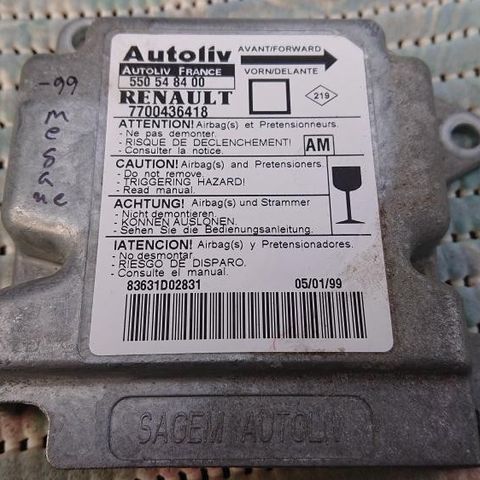 Autoliv AVANT/FORWARD
AUTOLIV FRANCE VORN/DELANTE
550 54 84 00
RENAULT
7700436418
219
ATTENTION! Airbag(s) et Pretensionneurs.
- Ne pas demonter.
- RISQUE DE DECLENCHEMENT!
- Consulter la notice.
AM
CAUTION! Airbag(s) and Pretensioners
- Do not remove.
- TRIGGERING HAZARD!
- Read manual.
ACHTUNG! Airbag(s) und Strammer
- Nicht demontieren.
- KONNEN AUSLONEN.
- Sehen Sie die Bedienungsanleitung.
IATENCION! Airbag(s) y Pretensionadores.
- No desmontar.
- RIESGO DE DISPARO.
- Consulte el manual.
83631D02831 05/01/99
SAGEM AUTOLIV
-99
megane